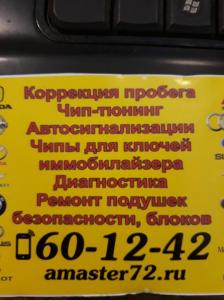 Коррекция пробега
Чип-тюнинг
Автосигнализации
Чипы для ключей
иммобилайзера
Диагностика
Ремонт подушек
безопасности, блоков
60-12-42
amaster72.ru